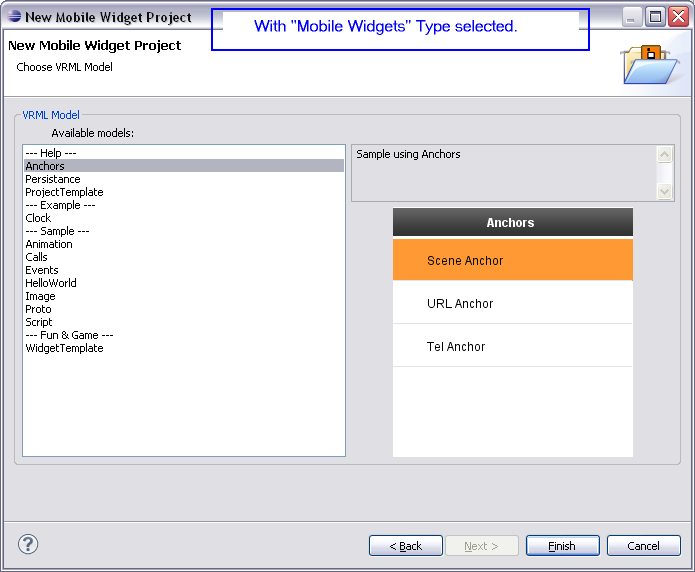 New Mobile Widget Project
With "Mobile Widgets" Type selected.
New Mobile Widget Project
Choose VRML Model
VRML Model
Available models:
--- Help ---
Anchors
Persistance
ProjectTemplate
--- Example ---
Clock
--- Sample ---
Animation
Calls
Events
HelloWorld
Image
Proto
Script
--- Fun & Game ---
WidgetTemplate
Sample using Anchors
Anchors
Scene Anchor
URL Anchor
Tel Anchor
?
< Back
Next >
Finish
Cancel